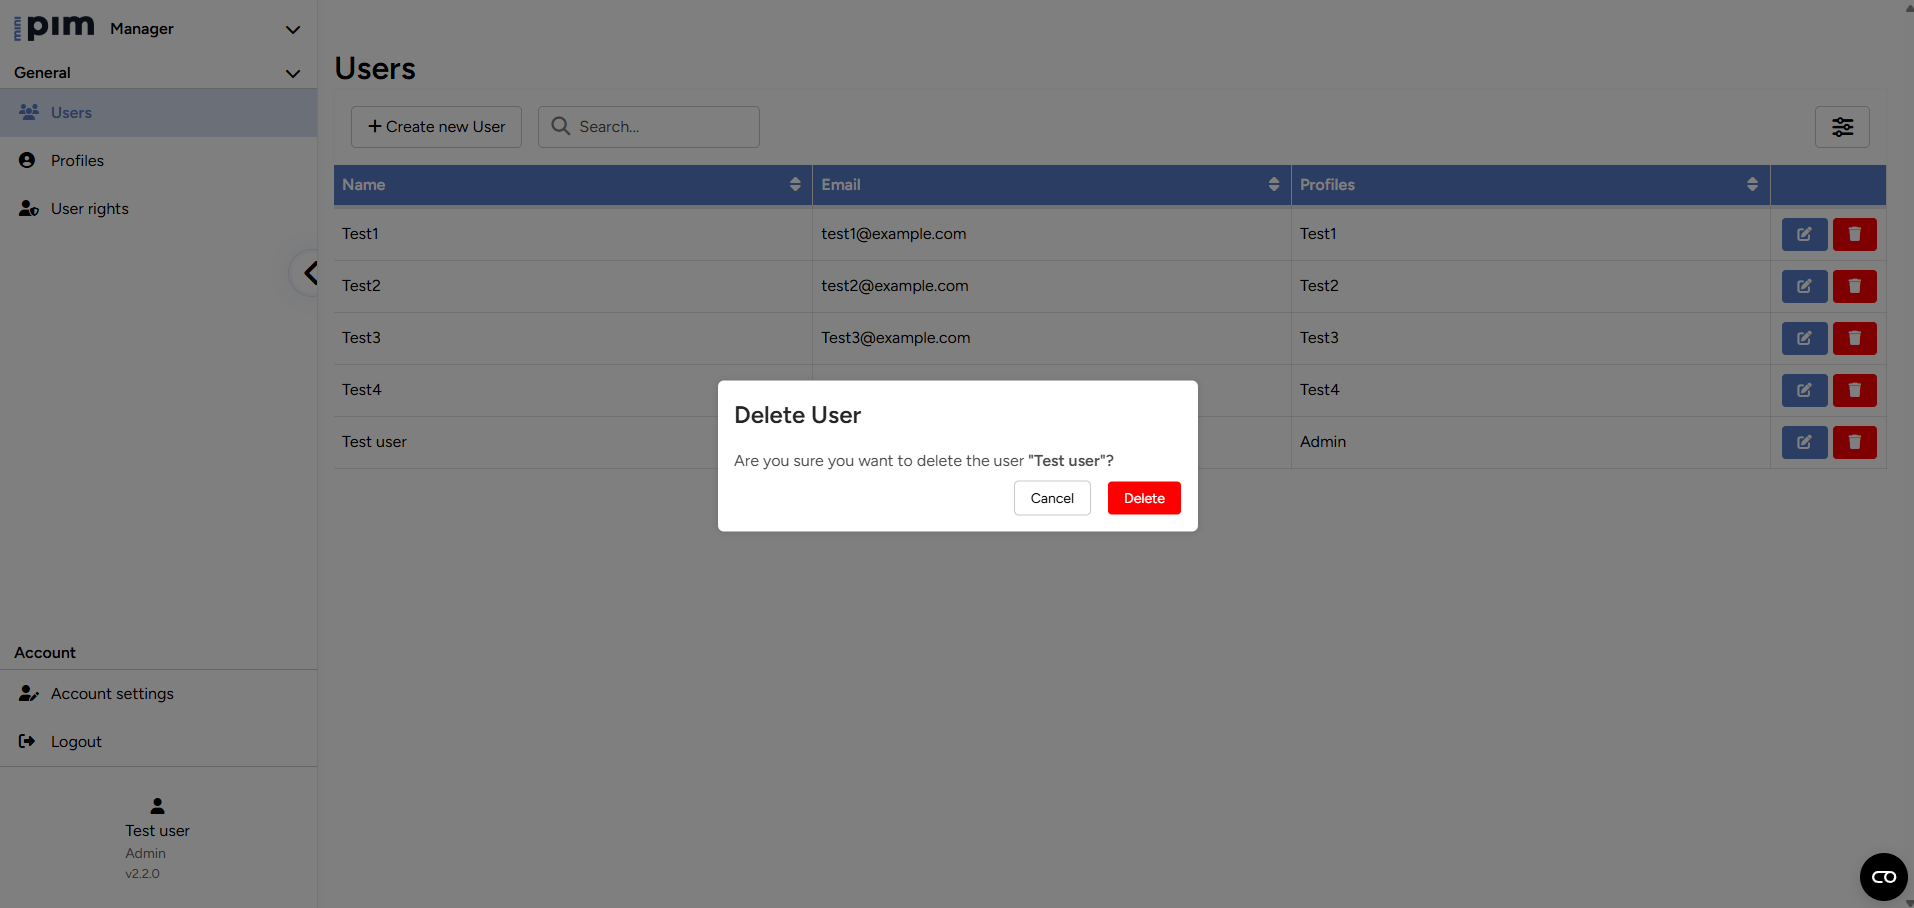 mini pim Manager
General
Users
Profiles
User rights
Account
Account settings
Logout
Test user
Admin
v2.2.0
Users
Create new User
Search...
Name Email Profiles
Test1 test1@example.com Test1
Test2 test2@example.com Test2
Test3 Test3@example.com Test3
Test4 Test4
Test user Admin
Delete User
Are you sure you want to delete the user "Test user"?
Cancel Delete